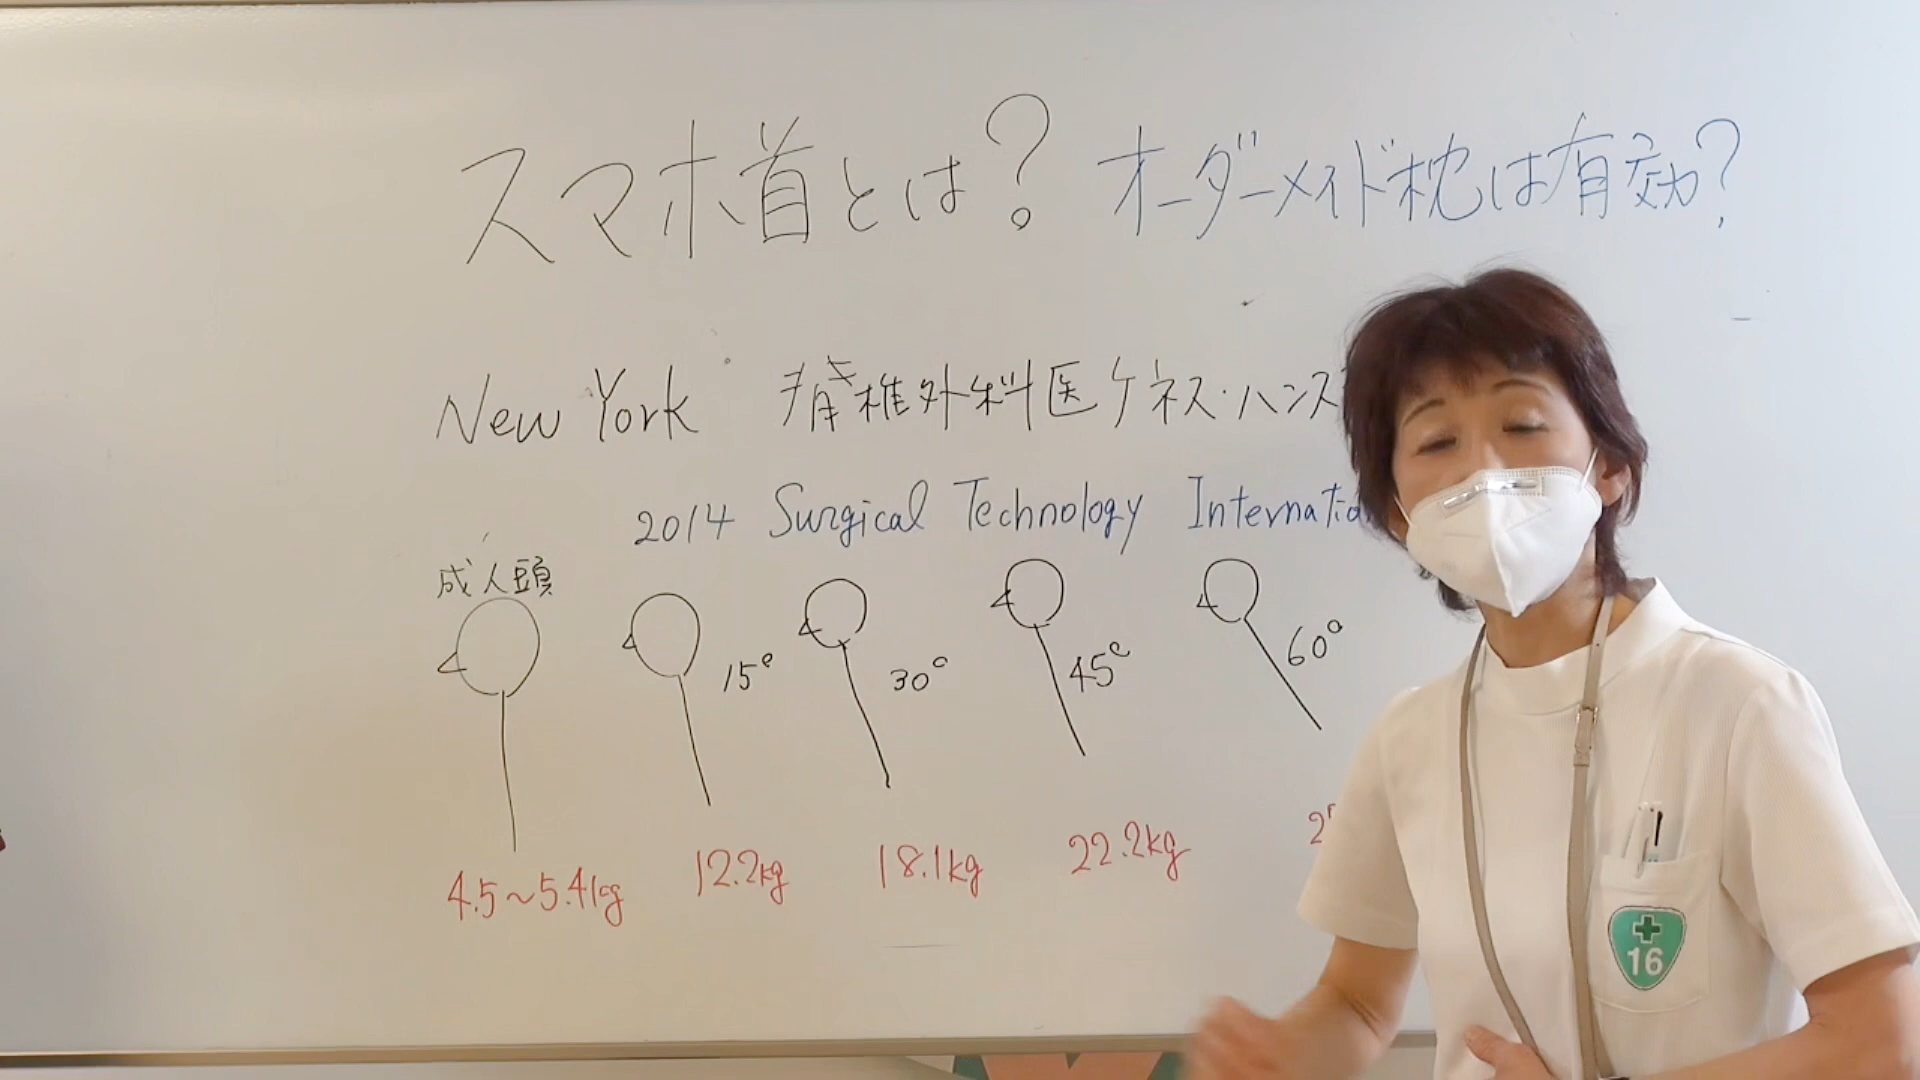 スマホ首とは? オーダーメイド枕は有効?
New York 脊椎外科医ケネス・ハンス
2014 Surgical Technology Internatio
成人頭
15° 30° 45° 60°
4.5~5.4kg 12.2kg 18.1kg 22.2kg 2
16